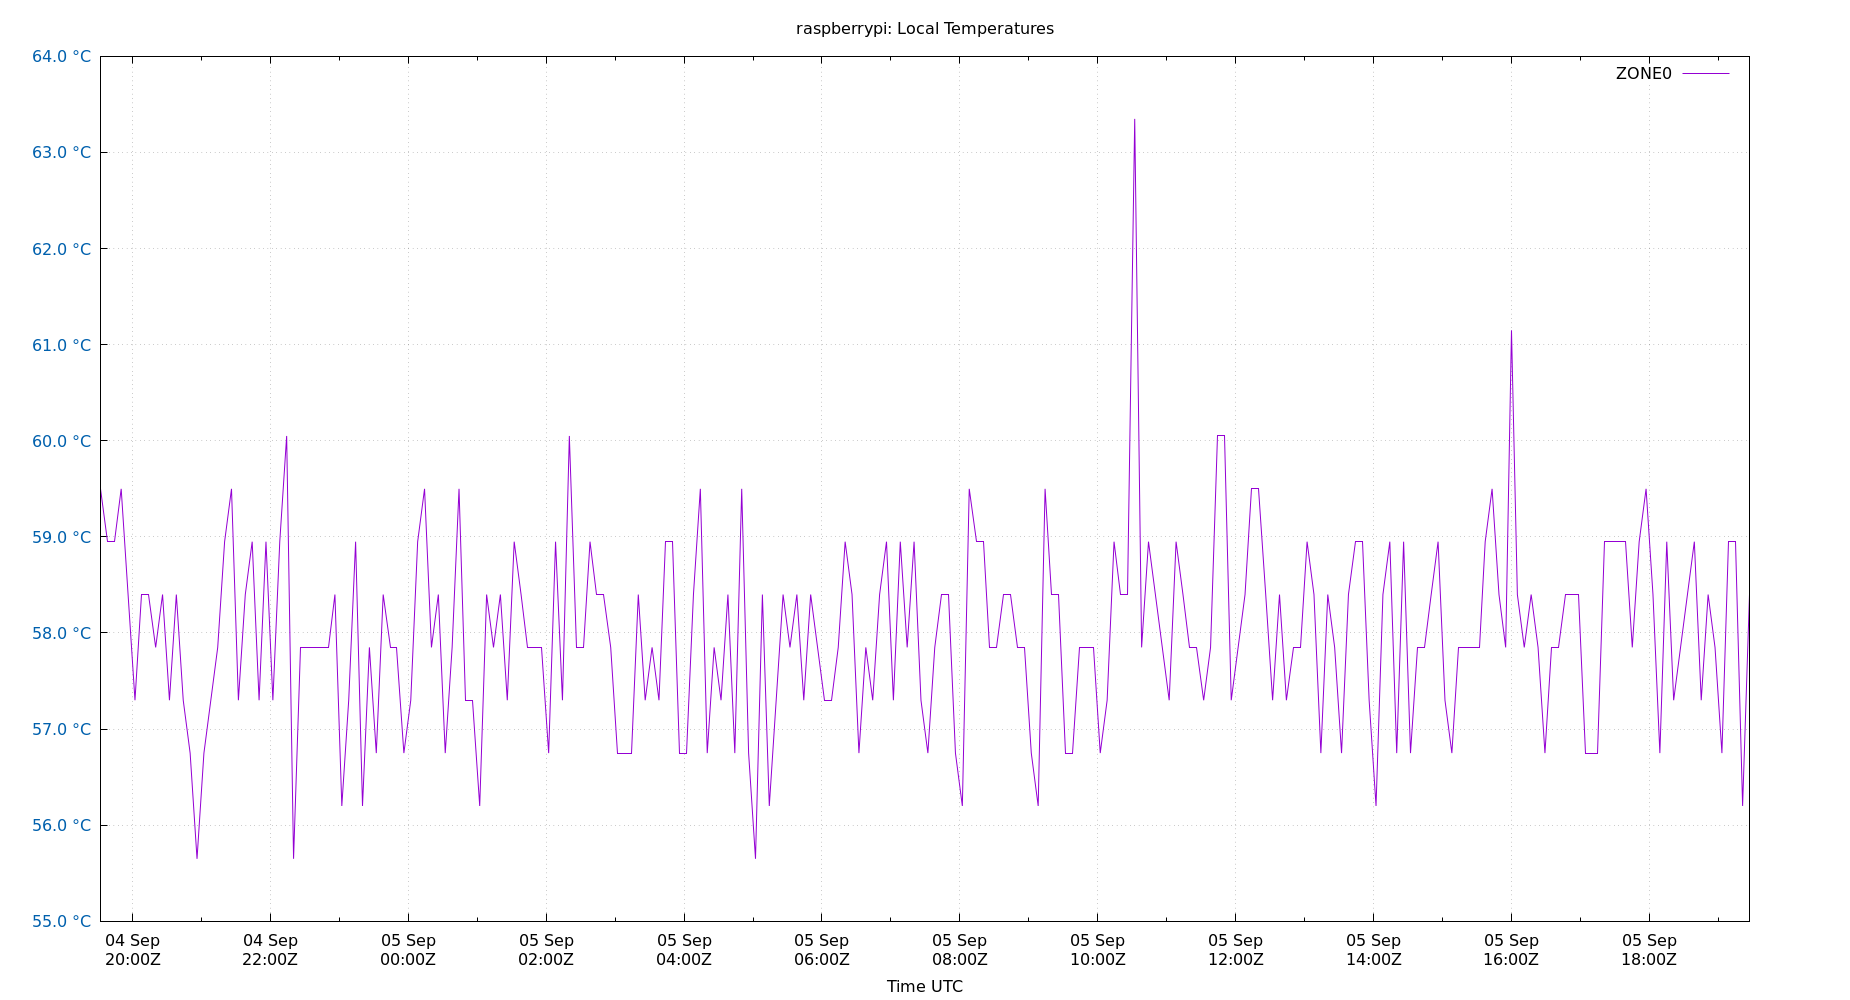 raspberrypi: Local Temperatures
64.0 °C
ZONE0
63.0 °C
62.0 °C
61.0 °C
60.0 °C
59.0 °C
58.0 °C
57.0 °C
56.0 °C
55.0 °C
04 Sep 04 Sep 05 Sep 05 Sep 05 Sep 05 Sep 05 Sep 05 Sep 05 Sep 05 Sep 05 Sep 05 Sep
20:00Z 22:00Z 00:00Z 02:00Z 04:00Z 06:00Z 08:00Z 10:00Z 12:00Z 14:00Z 16:00Z 18:00Z
Time UTC